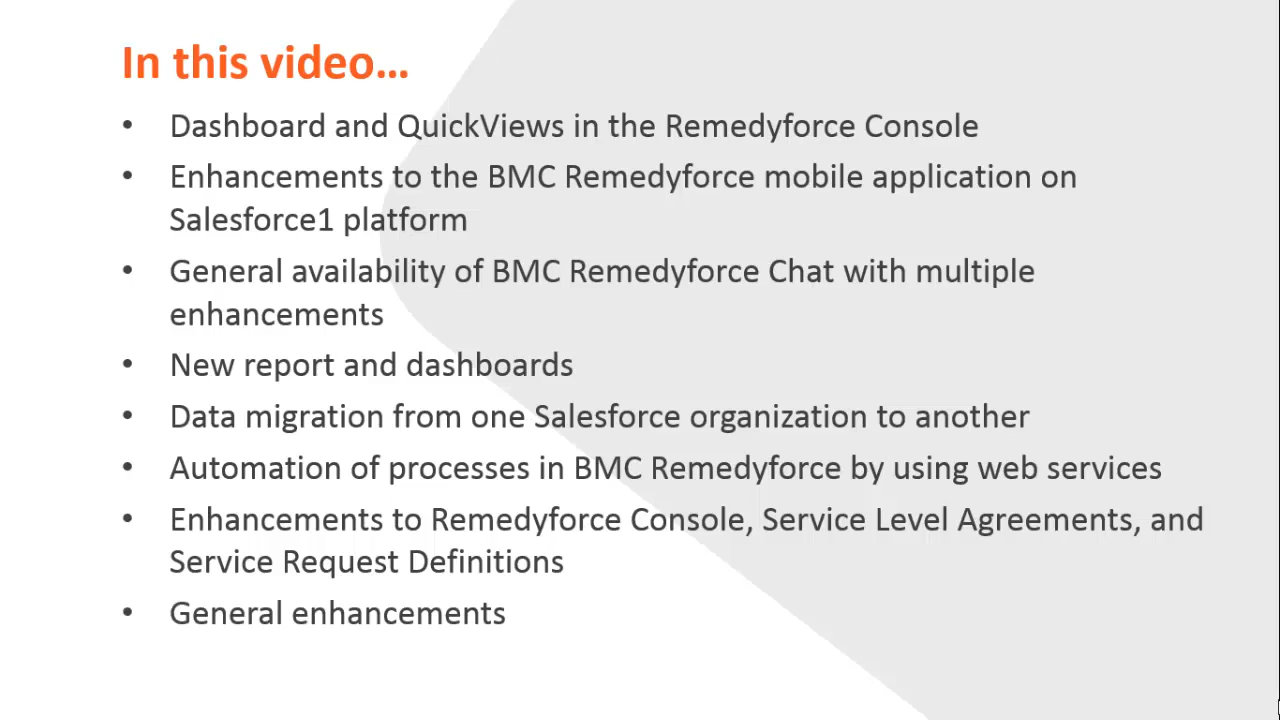 In this video...
• Dashboard and QuickViews in the Remedyforce Console
• Enhancements to the BMC Remedyforce mobile application on
Salesforce1 platform
• General availability of BMC Remedyforce Chat with multiple
enhancements
• New report and dashboards
• Data migration from one Salesforce organization to another
• Automation of processes in BMC Remedyforce by using web services
• Enhancements to Remedyforce Console, Service Level Agreements, and
Service Request Definitions
• General enhancements